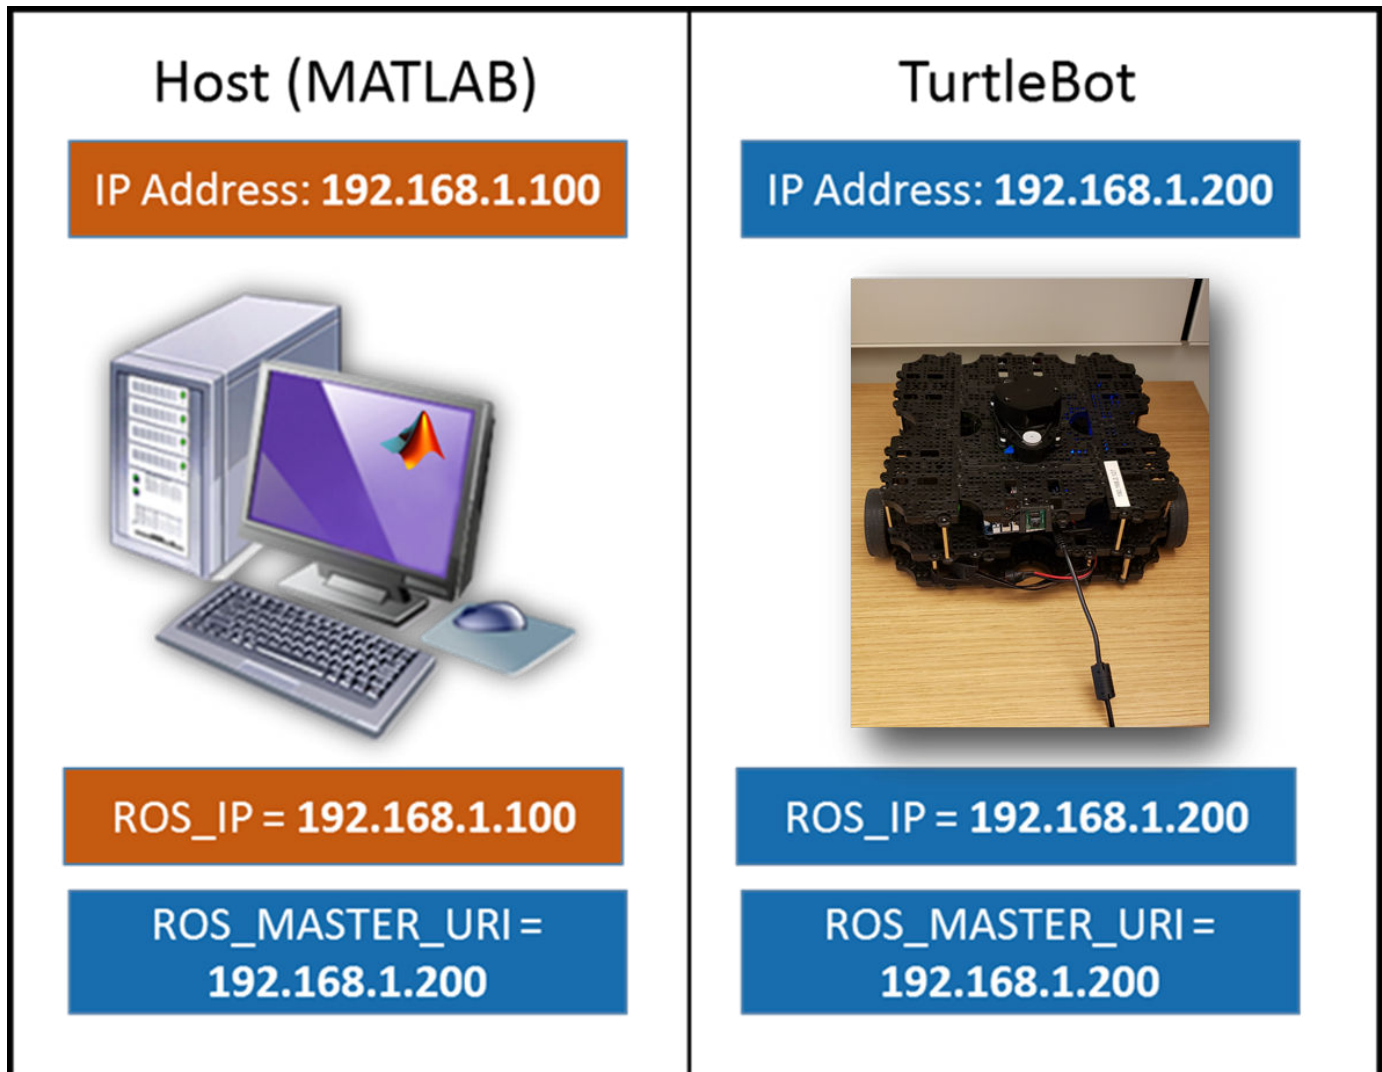 Host (MATLAB)
IP Address: 192.168.1.100
ROS_IP = 192.168.1.100
ROS_MASTER_URI =
192.168.1.200
TurtleBot
IP Address: 192.168.1.200
ROS_IP = 192.168.1.200
ROS_MASTER_URI =
192.168.1.200